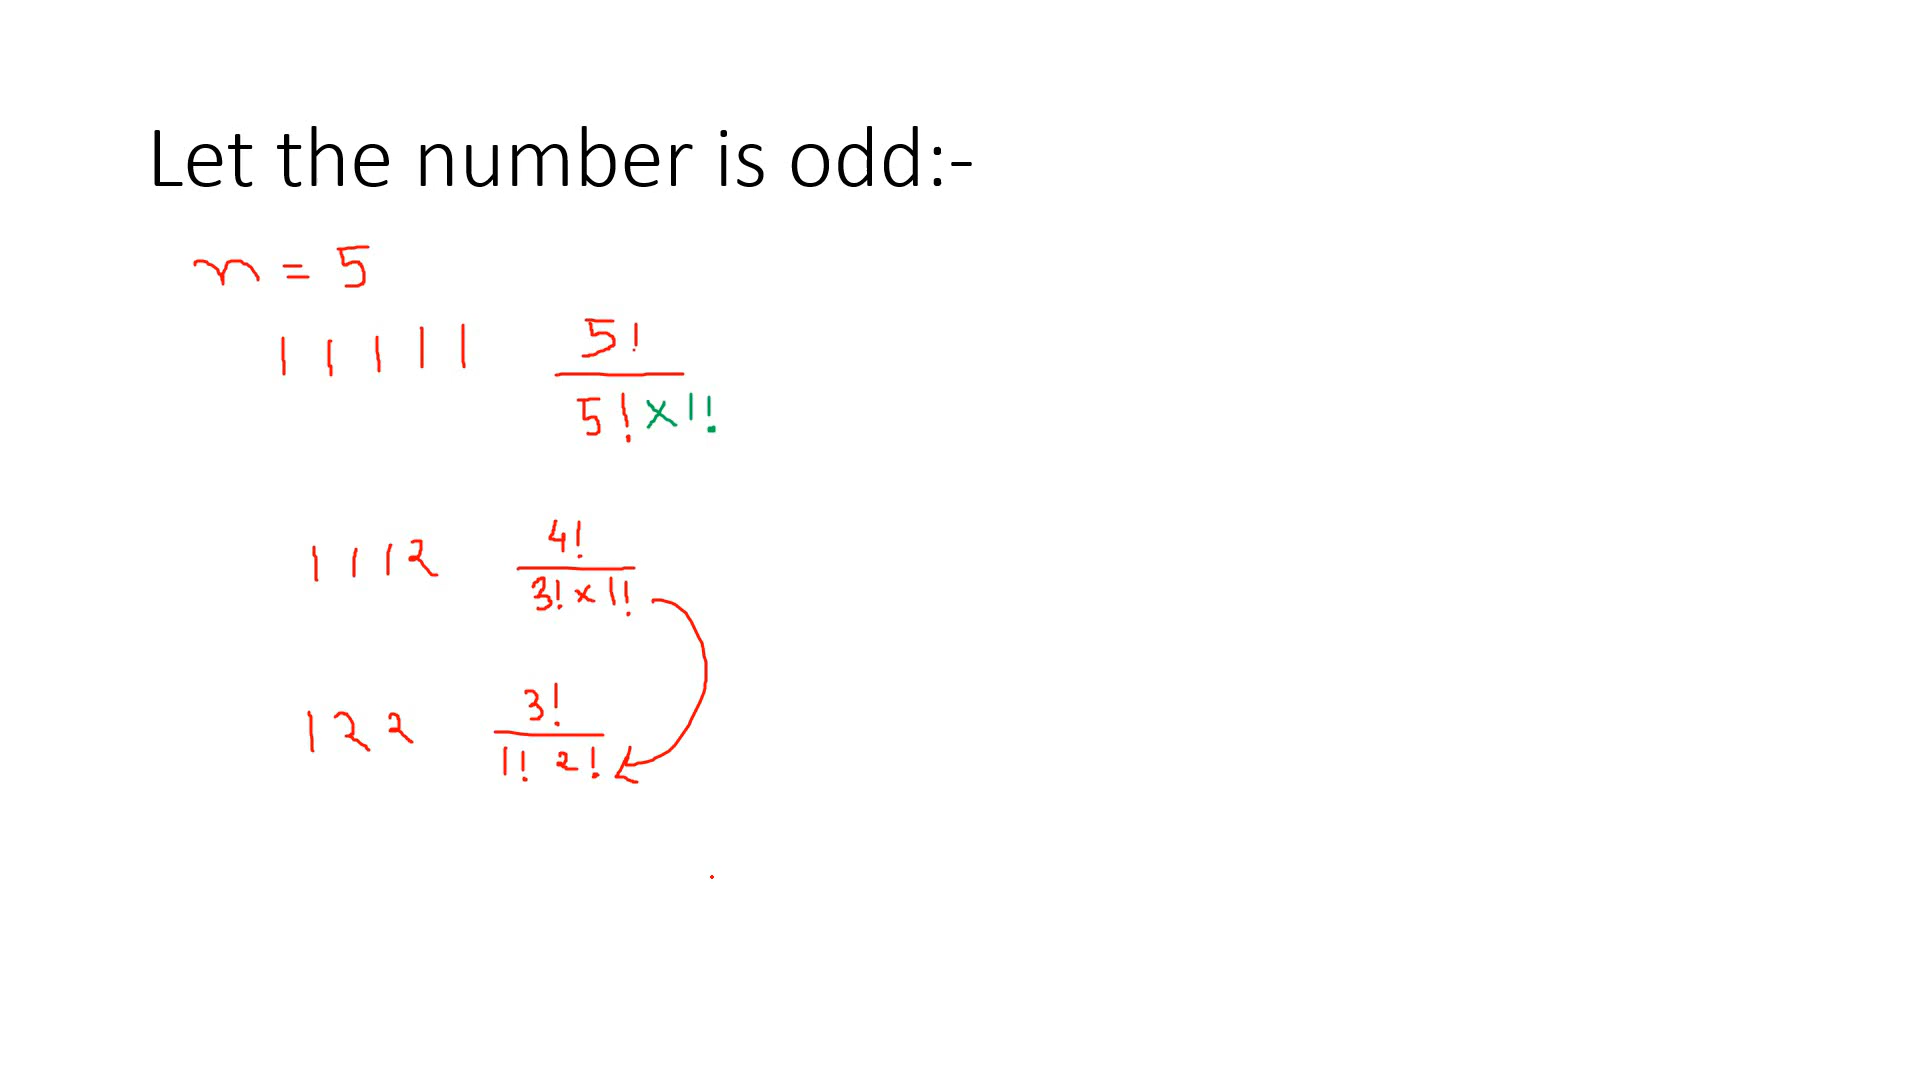 Let the number is odd:-
n = 5
1 1 1 1 1 5!
5! × 1!
1 1 1 2 4!
3! × 1!
1 2 2 3!
1! 2!